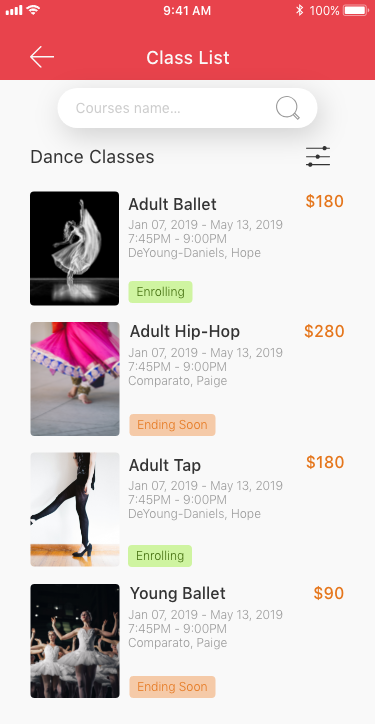 9:41 AM
100%
Class List
Courses name...
Dance Classes
Adult Ballet
$180
Jan 07, 2019 - May 13, 2019
7:45PM - 9:00PM
DeYoung-Daniels, Hope
Enrolling
Adult Hip-Hop
$280
Jan 07, 2019 - May 13, 2019
7:45PM - 9:00PM
Comparato, Paige
Ending Soon
Adult Tap
$180
Jan 07, 2019 - May 13, 2019
7:45PM - 9:00PM
DeYoung-Daniels, Hope
Enrolling
Young Ballet
$90
Jan 07, 2019 - May 13, 2019
7:45PM - 9:00PM
Comparato, Paige
Ending Soon